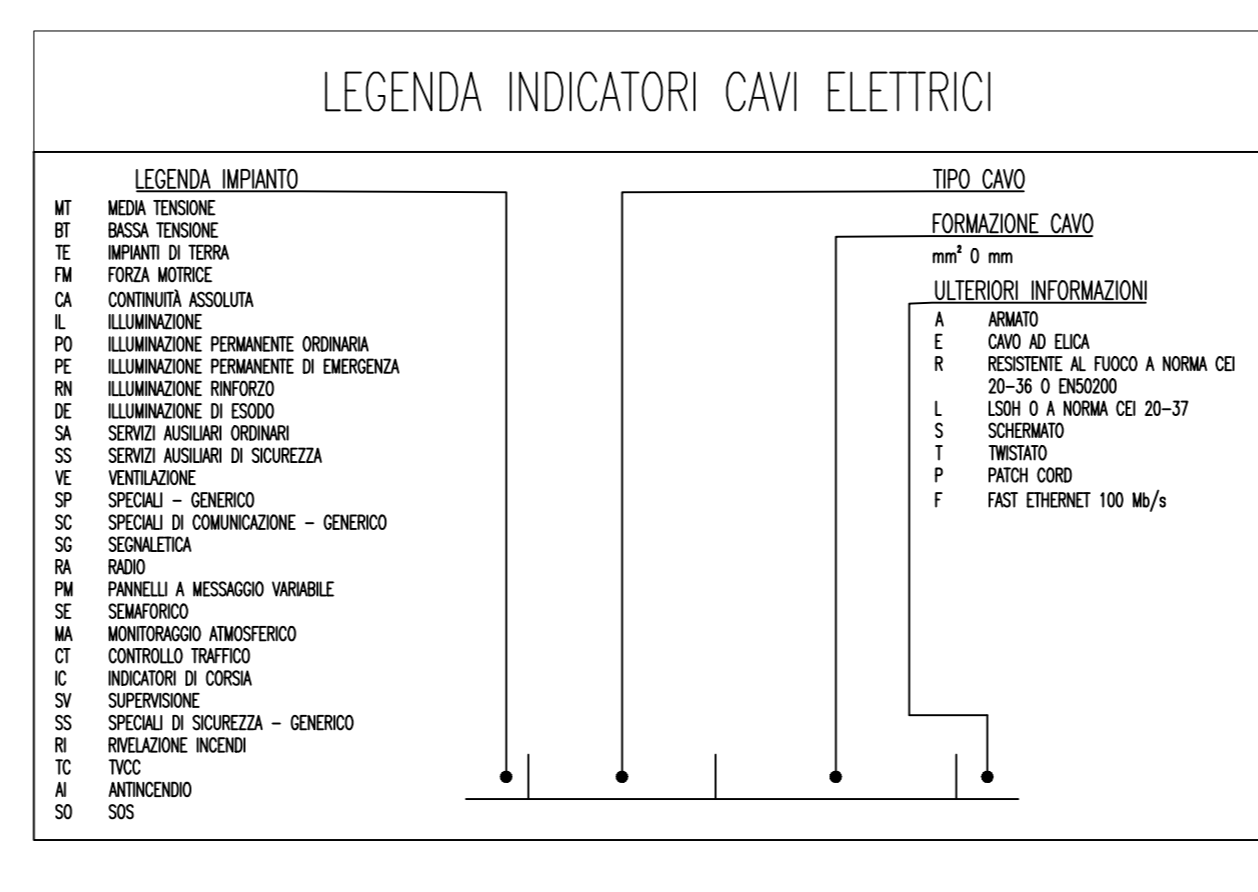 LEGENDA INDICATORI CAVI ELETTRICI
LEGENDA IMPIANTO
MT MEDIA TENSIONE
BT BASSA TENSIONE
TE IMPIANTI DI TERRA
FM FORZA MOTRICE
CA CONTINUITÀ ASSOLUTA
IL ILLUMINAZIONE
PO ILLUMINAZIONE PERMANENTE ORDINARIA
PE ILLUMINAZIONE PERMANENTE DI EMERGENZA
RN ILLUMINAZIONE RINFORZO
DE ILLUMINAZIONE DI ESODO
SA SERVIZI AUSILIARI ORDINARI
SS SERVIZI AUSILIARI DI SICUREZZA
VE VENTILAZIONE
SP SPECIALI – GENERICO
SC SPECIALI DI COMUNICAZIONE – GENERICO
SG SEGNALETICA
RA RADIO
PM PANNELLI A MESSAGGIO VARIABILE
SE SEMAFORICO
MA MONITORAGGIO ATMOSFERICO
CT CONTROLLO TRAFFICO
IC INDICATORI DI CORSIA
SV SUPERVISIONE
SS SPECIALI DI SICUREZZA – GENERICO
RI RIVELAZIONE INCENDI
TC TVCC
AI ANTINCENDIO
SO SOS
TIPO CAVO
FORMAZIONE CAVO
mm² O mm
ULTERIORI INFORMAZIONI
A ARMATO
E CAVO AD ELICA
R RESISTENTE AL FUOCO A NORMA CEI
20–36 O EN50200
L LSOH O A NORMA CEI 20–37
S SCHERMATO
T TWISTATO
P PATCH CORD
F FAST ETHERNET 100 Mb/s